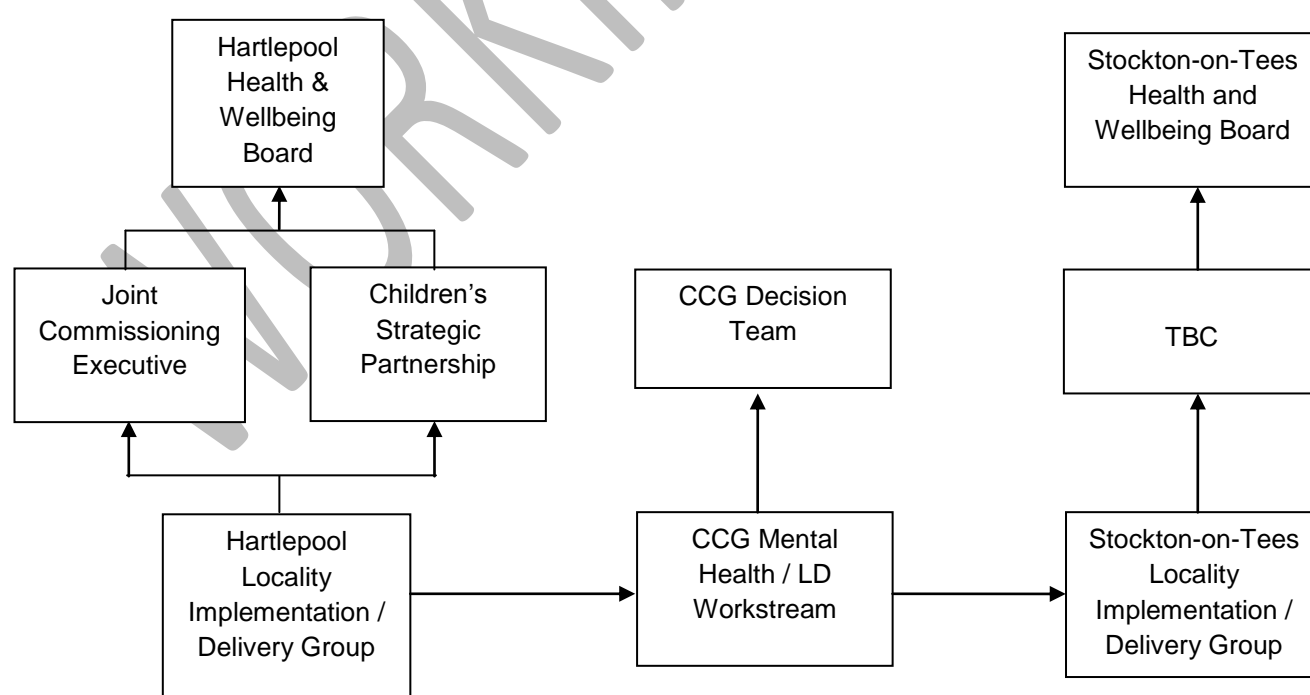 Hartlepool
Health &
Wellbeing
Board
Stockton-on-Tees
Health and
Wellbeing Board
Joint
Commissioning
Executive
Children's
Strategic
Partnership
CCG Decision
Team
TBC
Hartlepool
Locality
Implementation /
Delivery Group
CCG Mental
Health / LD
Workstream
Stockton-on-Tees
Locality
Implementation /
Delivery Group